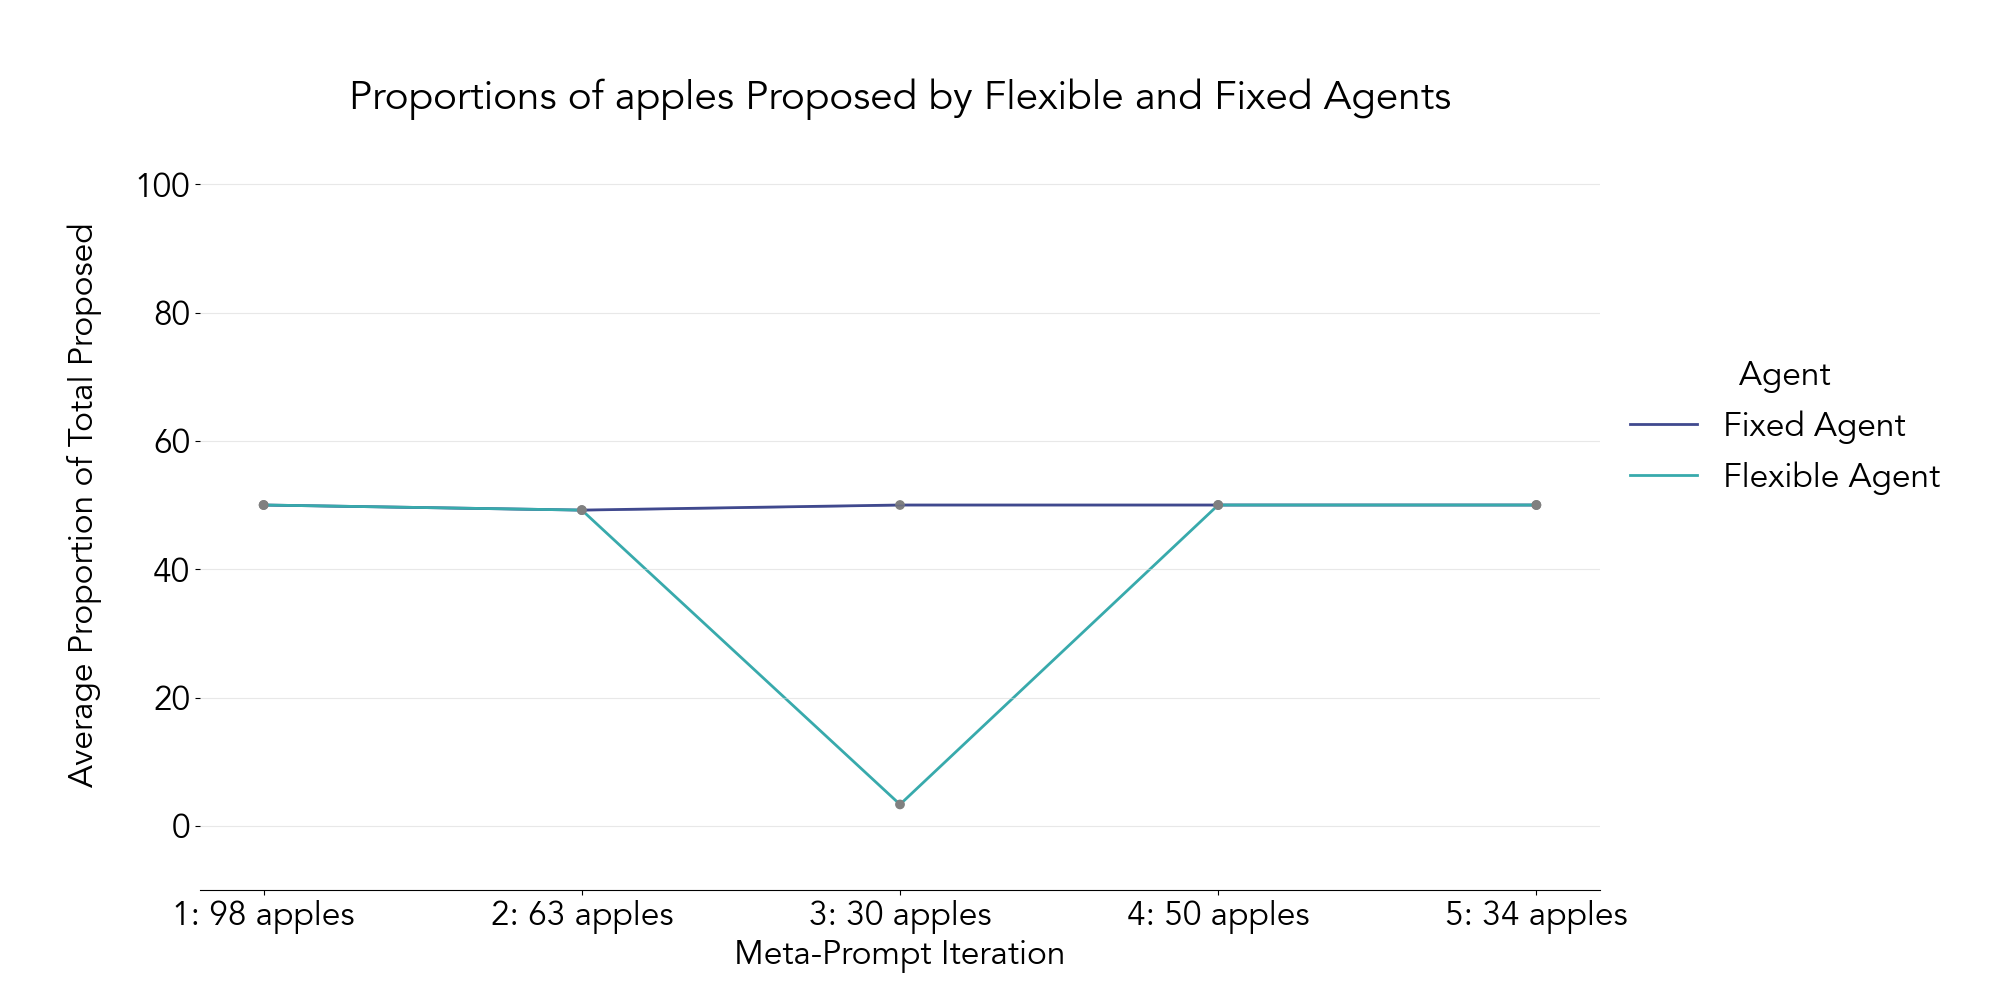 Proportions of apples Proposed by Flexible and Fixed Agents
Average Proportion of Total Proposed
100
80
60
40
20
0
1: 98 apples
2: 63 apples
3: 30 apples
4: 50 apples
5: 34 apples
Meta-Prompt Iteration
Agent
Fixed Agent
Flexible Agent